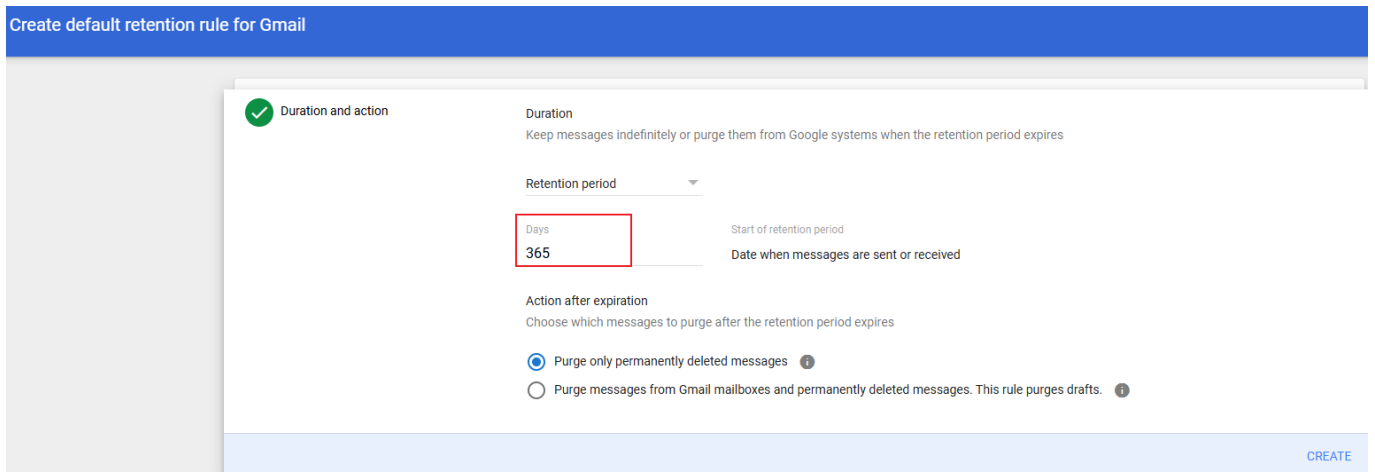 Create default retention rule for Gmail
Duration and action
Duration
Keep messages indefinitely or purge them from Google systems when the retention period expires
Retention period
Days
Start of retention period
365
Date when messages are sent or received
Action after expiration
Choose which messages to purge after the retention period expires
Purge only permanently deleted messages
Purge messages from Gmail mailboxes and permanently deleted messages. This rule purges drafts.
CREATE